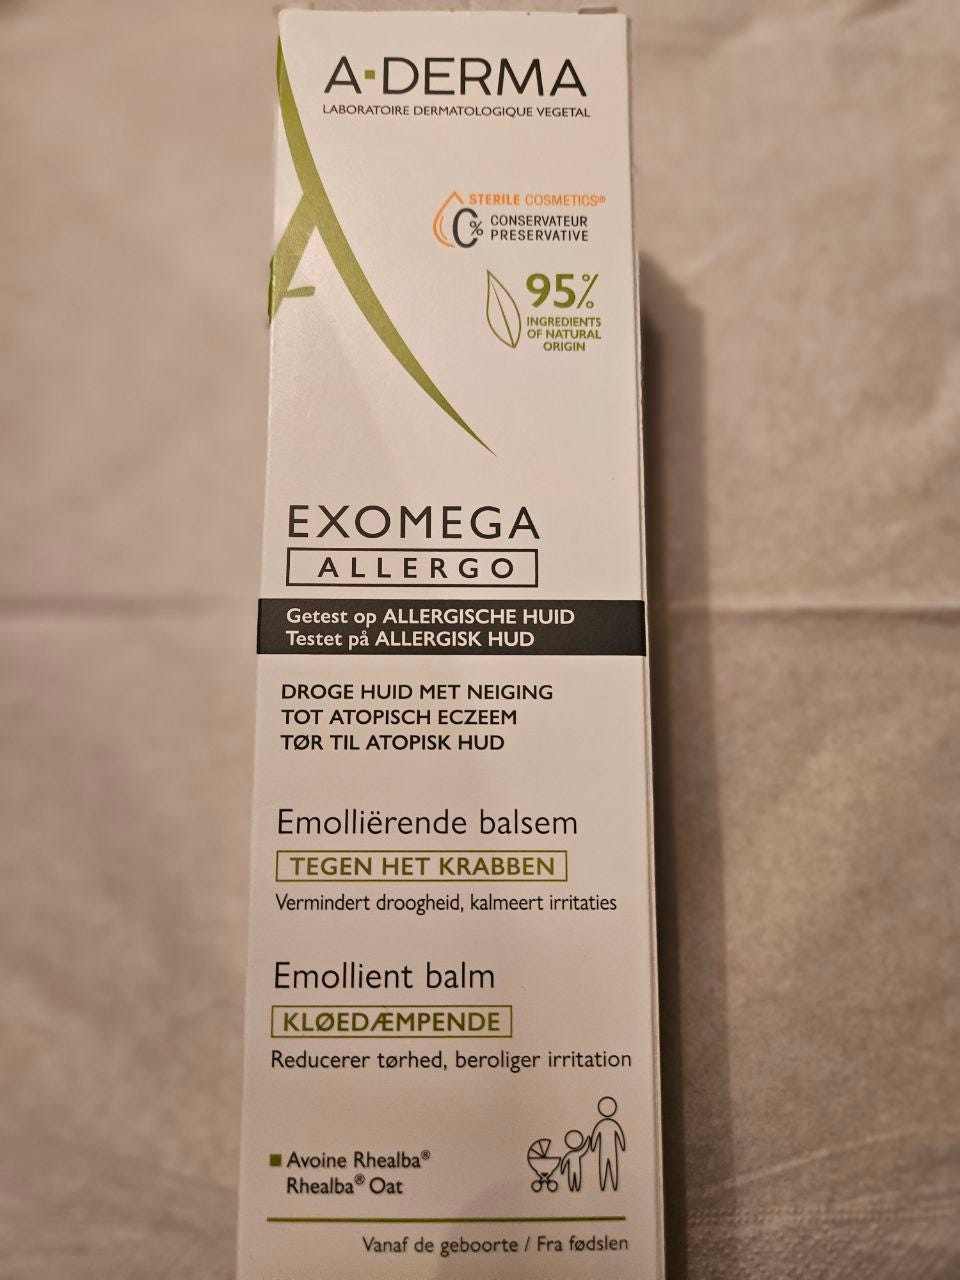 A-DERMA
LABORATOIRE DERMATOLOGIQUE VEGETAL
STERILE COSMETICS®
0% CONSERVATEUR
PRESERVATIVE
95%
INGREDIENTS
OF NATURAL
ORIGIN
EXOMEGA
ALLERGO
Getest op ALLERGISCHE HUID
Testet på ALLERGISK HUD
DROGE HUID MET NEIGING
TOT ATOPISCH ECZEEM
TØR TIL ATOPISK HUD
Emolliërende balsem
TEGEN HET KRABBEN
Vermindert droogheid, kalmeert irritaties
Emollient balm
KLØEDÆMPENDE
Reducerer tørhed, beroliger irritation
Avoine Rhealba®
Rhealba® Oat
Vanaf de geboorte / Fra fødslen